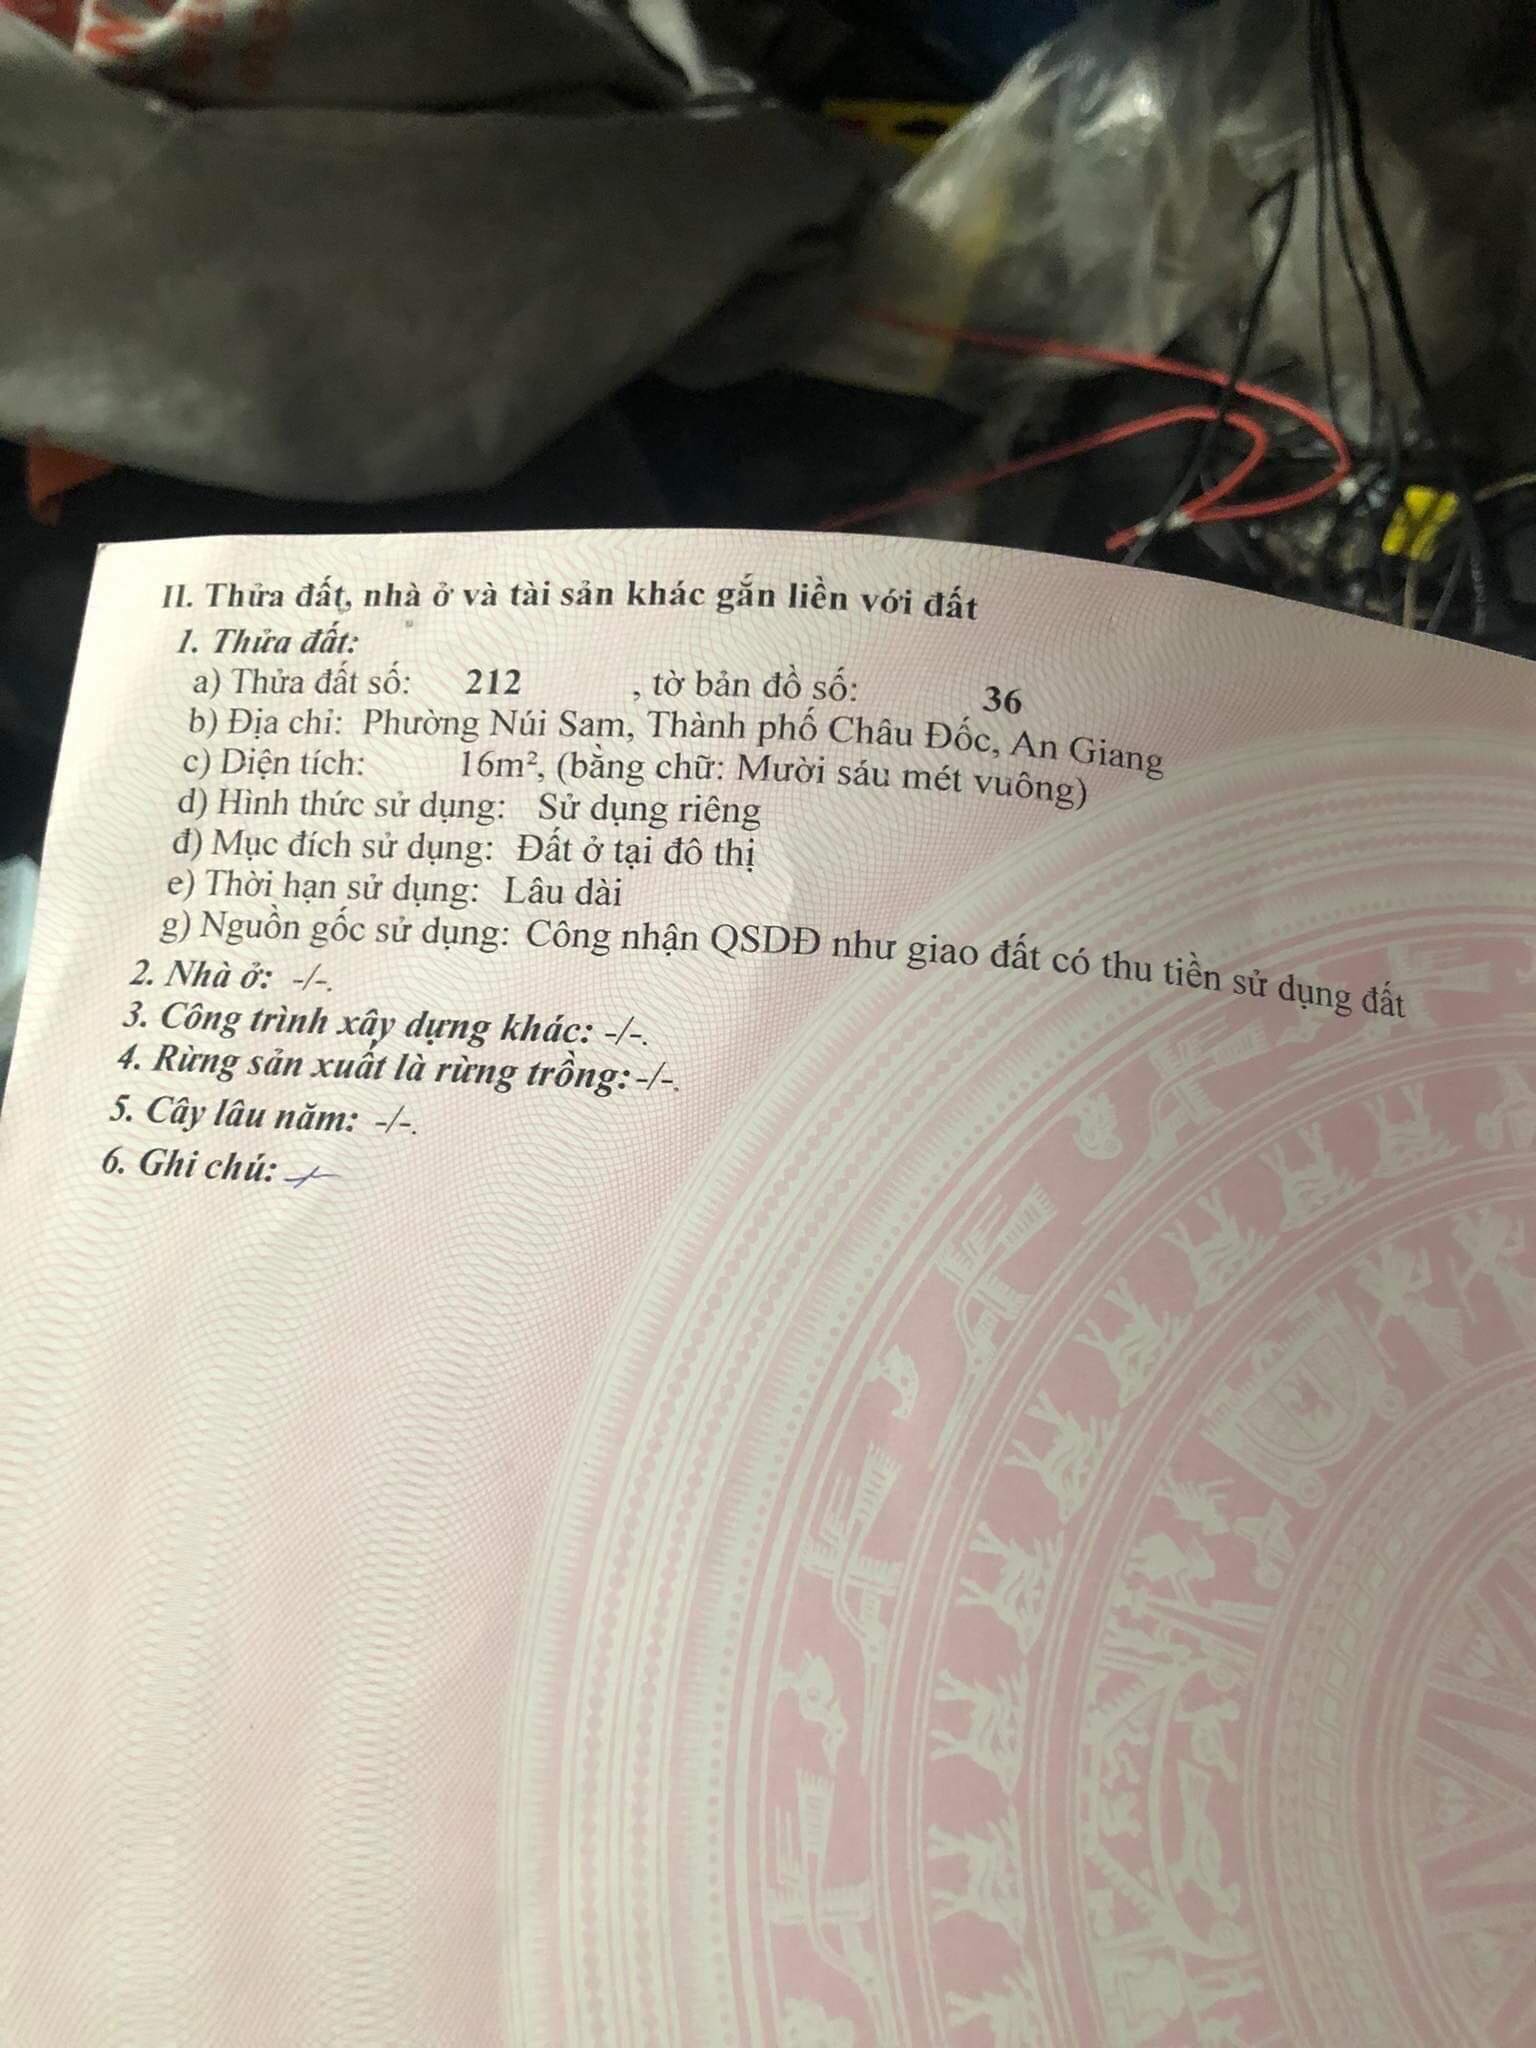 II. Thửa đất, nhà ở và tài sản khác gắn liền với đất
1. Thửa đất:
a) Thửa đất số: 212 , tờ bản đồ số: 36
b) Địa chỉ: Phường Núi Sam, Thành phố Châu Đốc, An Giang
c) Diện tích: 16m², (bằng chữ: Mười sáu mét vuông)
d) Hình thức sử dụng: Sử dụng riêng
đ) Mục đích sử dụng: Đất ở tại đô thị
e) Thời hạn sử dụng: Lâu dài
g) Nguồn gốc sử dụng: Công nhận QSDĐ như giao đất có thu tiền sử dụng đất
2. Nhà ở: -/-.
3. Công trình xây dựng khác: -/-.
4. Rừng sản xuất là rừng trồng: -/-.
5. Cây lâu năm: -/-.
6. Ghi chú: